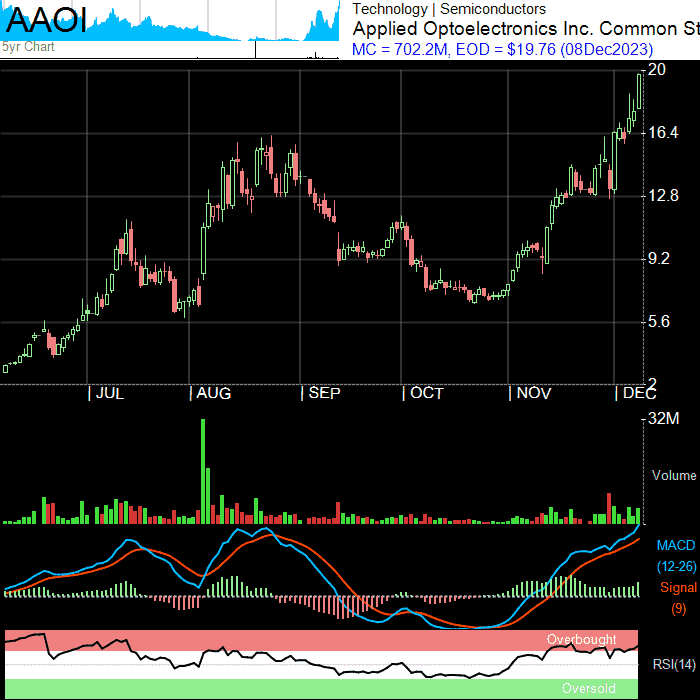 AAOI
5yr Chart
Technology | Semiconductors
Applied Optoelectronics Inc. Common St
MC = 702.2M, EOD = $19.76 (08Dec2023)
20
16.4
12.8
9.2
5.6
2
| JUL | AUG | SEP | OCT | NOV | DEC
32M
Volume
MACD
(12-26)
Signal
(9)
Overbought
RSI(14)
Oversold